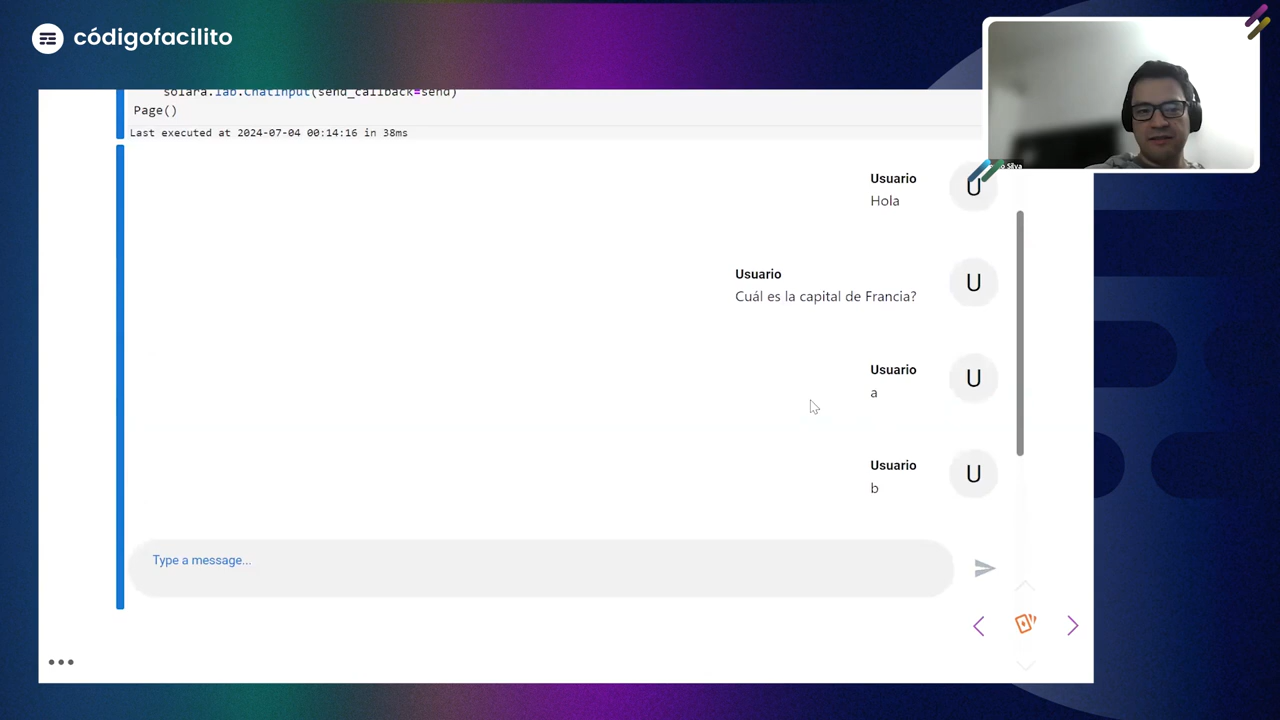 códigofacilito
solara.lab.ChatInput(send_callback=send)
Page()
Last executed at 2024-07-04 00:14:16 in 38ms
Silva
Usuario
Hola
U
Usuario
Cuál es la capital de Francia?
U
Usuario
a
U
Usuario
b
U
Type a message...